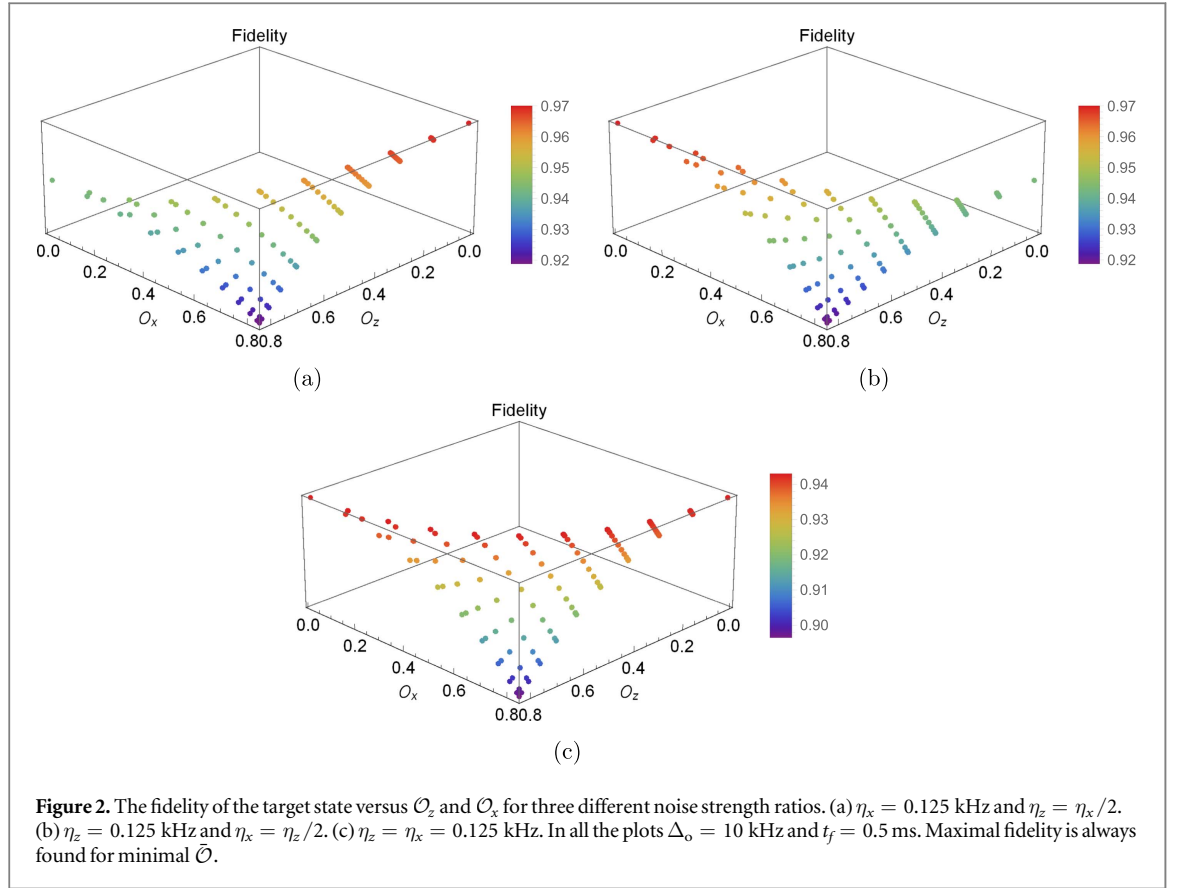 Fidelity
0.97
0.96
0.95
0.94
0.93
0.92
0.0
0.2
0.4
0.6
0.80.8
0.6
0.4
0.2
0.0
O_x
O_z
(a)
Fidelity
0.97
0.96
0.95
0.94
0.93
0.92
0.0
0.2
0.4
0.6
0.80.8
0.6
0.4
0.2
0.0
O_x
O_z
(b)
Fidelity
0.94
0.93
0.92
0.91
0.90
0.0
0.2
0.4
0.6
0.80.8
0.6
0.4
0.2
0.0
O_x
O_z
(c)
Figure 2. The fidelity of the target state versus 𝒪_z and 𝒪_x for three different noise strength ratios. (a) η_x = 0.125 kHz and η_z = η_x/2.
(b) η_z = 0.125 kHz and η_x = η_z/2. (c) η_z = η_x = 0.125 kHz. In all the plots Δ_o = 10 kHz and t_f = 0.5 ms. Maximal fidelity is always
found for minimal 𝒪̄.